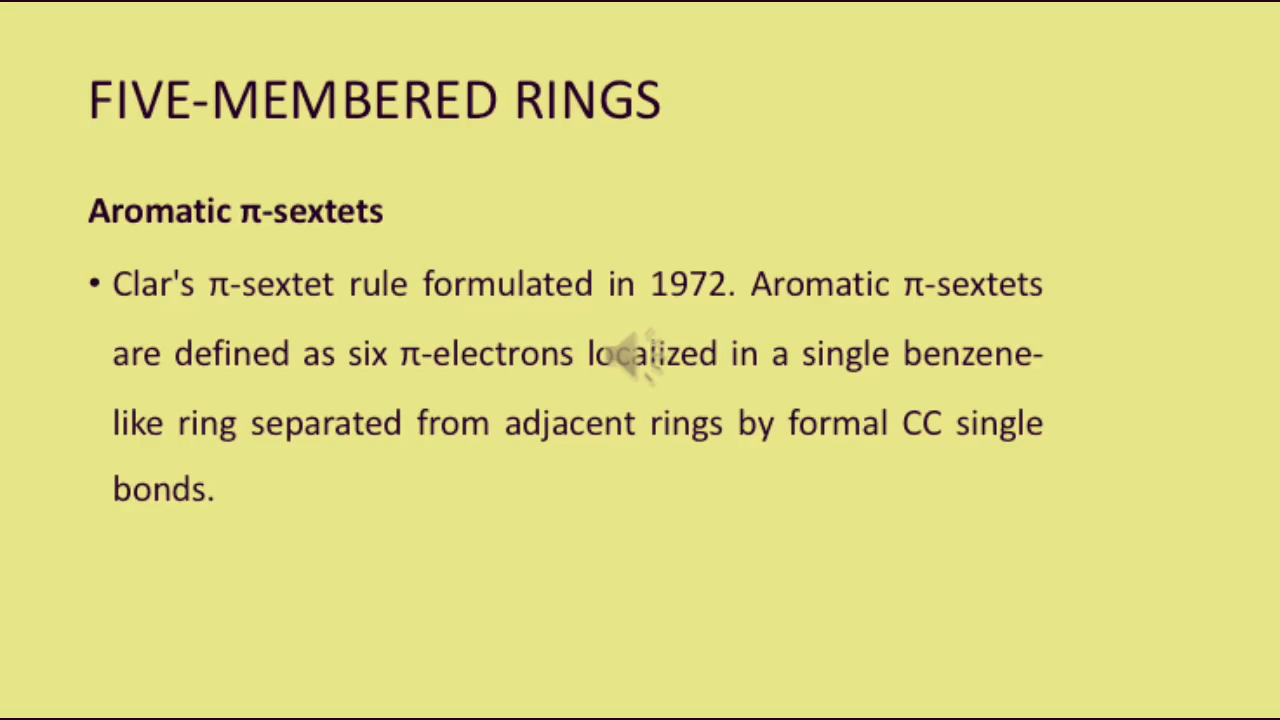 FIVE-MEMBERED RINGS
Aromatic π-sextets
• Clar's π-sextet rule formulated in 1972. Aromatic π-sextets
are defined as six π-electrons localized in a single benzene-
like ring separated from adjacent rings by formal CC single
bonds.